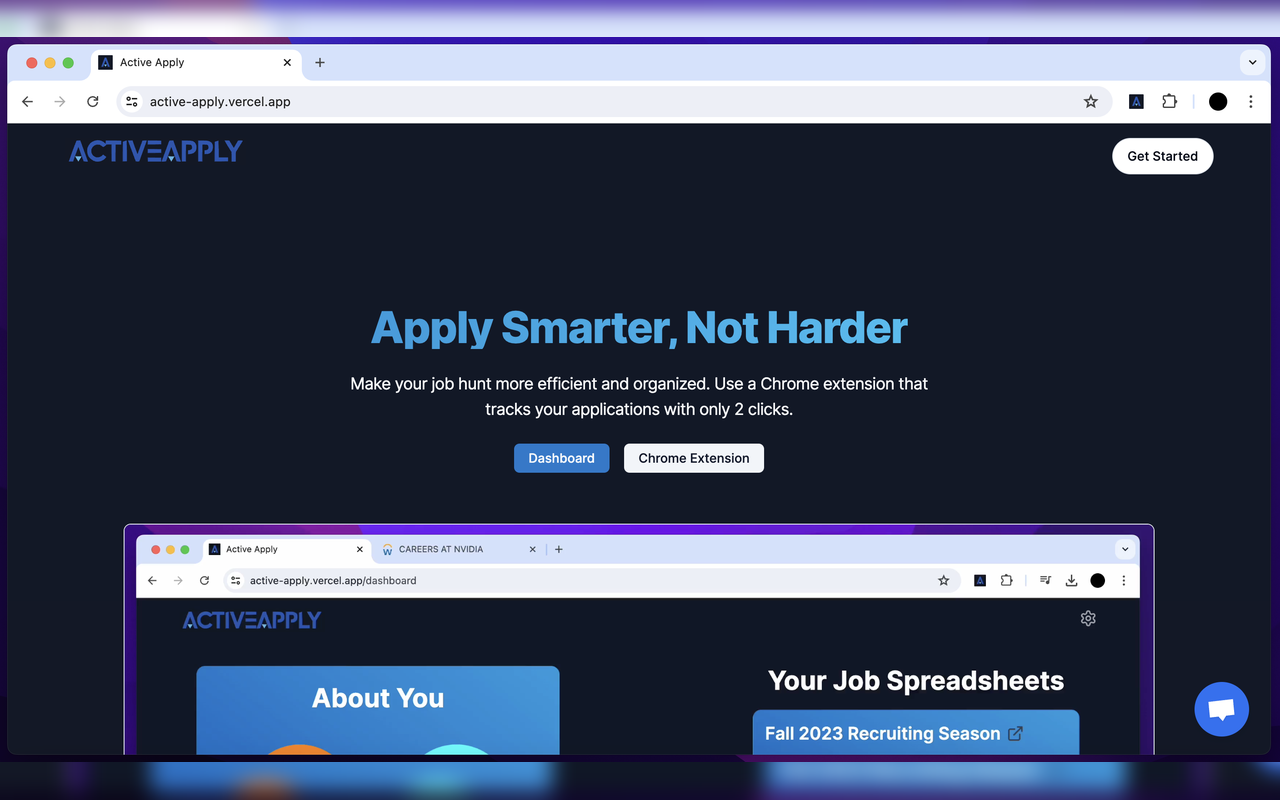 Active Apply
active-apply.vercel.app
ACTIVEAPPLY
Get Started
Apply Smarter, Not Harder
Make your job hunt more efficient and organized. Use a Chrome extension that
tracks your applications with only 2 clicks.
Dashboard
Chrome Extension
Active Apply
CAREERS AT NVIDIA
active-apply.vercel.app/dashboard
ACTIVEAPPLY
About You
Your Job Spreadsheets
Fall 2023 Recruiting Season